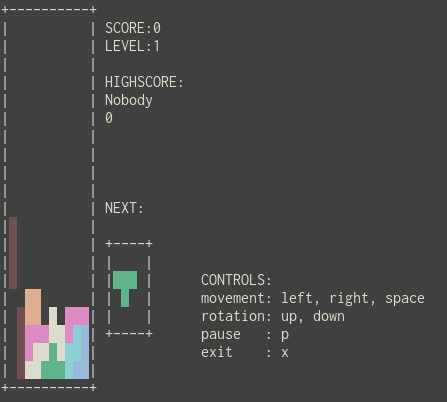 SCORE:0
LEVEL:1
HIGHSCORE:
Nobody
0
NEXT:
CONTROLS:
movement: left, right, space
rotation: up, down
pause   : p
exit    : x